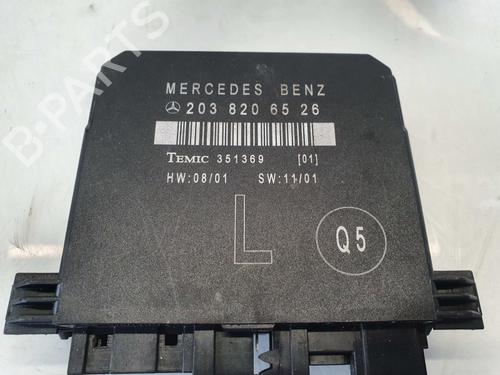 B-PARTS
MERCEDES BENZ
203 820 65 26
TEMIC 351369 [01]
HW:08/01 SW:11/01
L
Q5